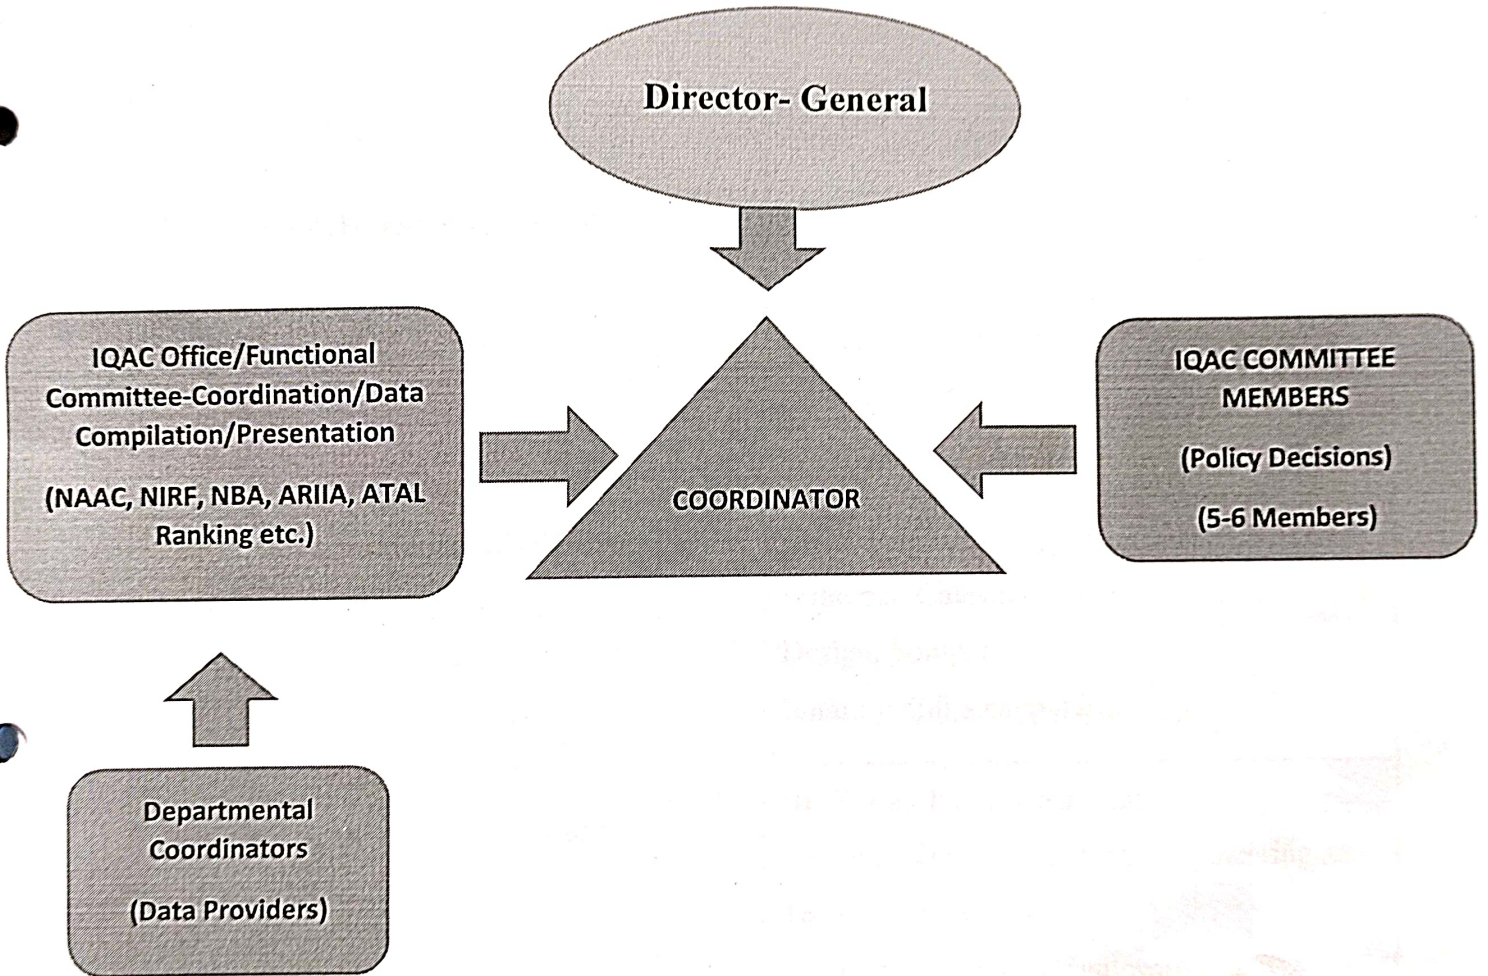 Director- General
IQAC Office/Functional
Committee-Coordination/Data
Compilation/Presentation
(NAAC, NIRF, NBA, ARIIA, ATAL
Ranking etc.)
COORDINATOR
IQAC COMMITTEE
MEMBERS
(Policy Decisions)
(5-6 Members)
Departmental
Coordinators
(Data Providers)